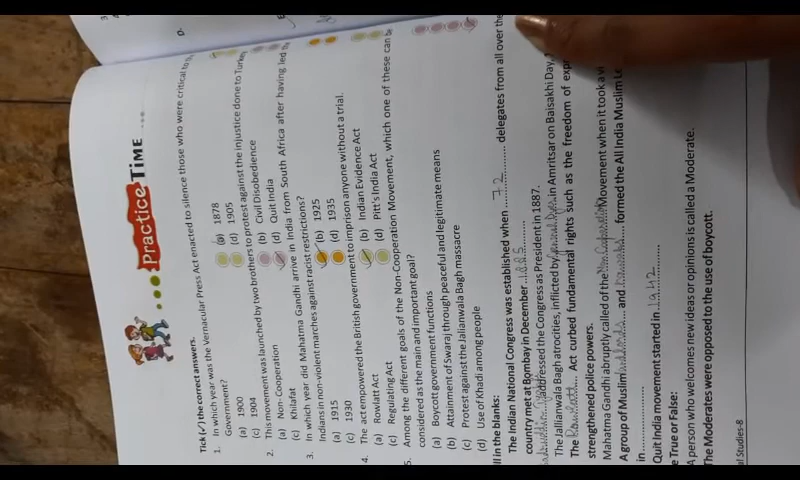 Practice TIME
Tick (✓) the correct answers.
1. In which year was the Vernacular Press Act enacted to silence those who were critical to
Government?
(a) 1900 (b) 1878
(c) 1904 (d) 1905
2. This movement was launched by two brothers to protest against the injustice done to Turkey
(a) Non-Cooperation (b) Civil Disobedience
(c) Khilafat (d) Quit India
3. In which year did Mahatma Gandhi arrive in India from South Africa after having led
Indians in non-violent marches against racist restrictions?
(a) 1915 (b) 1925
(c) 1930 (d) 1935
4. The act empowered the British government to imprison anyone without a trial.
(a) Rowlatt Act (b) Indian Evidence Act
(c) Regulating Act (d) Pitt's India Act
5. Among the different goals of the Non-Cooperation Movement, which one of these can be
considered as the main and important goal?
(a) Boycott government functions
(b) Attainment of Swaraj through peaceful and legitimate means
(c) Protest against the Jalianwala Bagh massacre
(d) Use of Khadi among people
ll in the blanks:
The Indian National Congress was established when 72 delegates from all over the
country met at Bombay in December 1885
addressed the Congress as President in 1887.
The Jallianwala Bagh atrocities, inflicted by General Dyer in Amritsar on Baisakhi Day,
The Rowlatt Act curbed fundamental rights such as the freedom of
strengthened police powers.
Mahatma Gandhi abruptly called of the Non Cooperation Movement when it took a
A group of Muslim landlords and nawabs formed the All India Muslim
in
Quit India movement started in 1942
e True or False:
A person who welcomes new ideas or opinions is called a Moderate.
The Moderates were opposed to the use of boycott.
al Studies-8